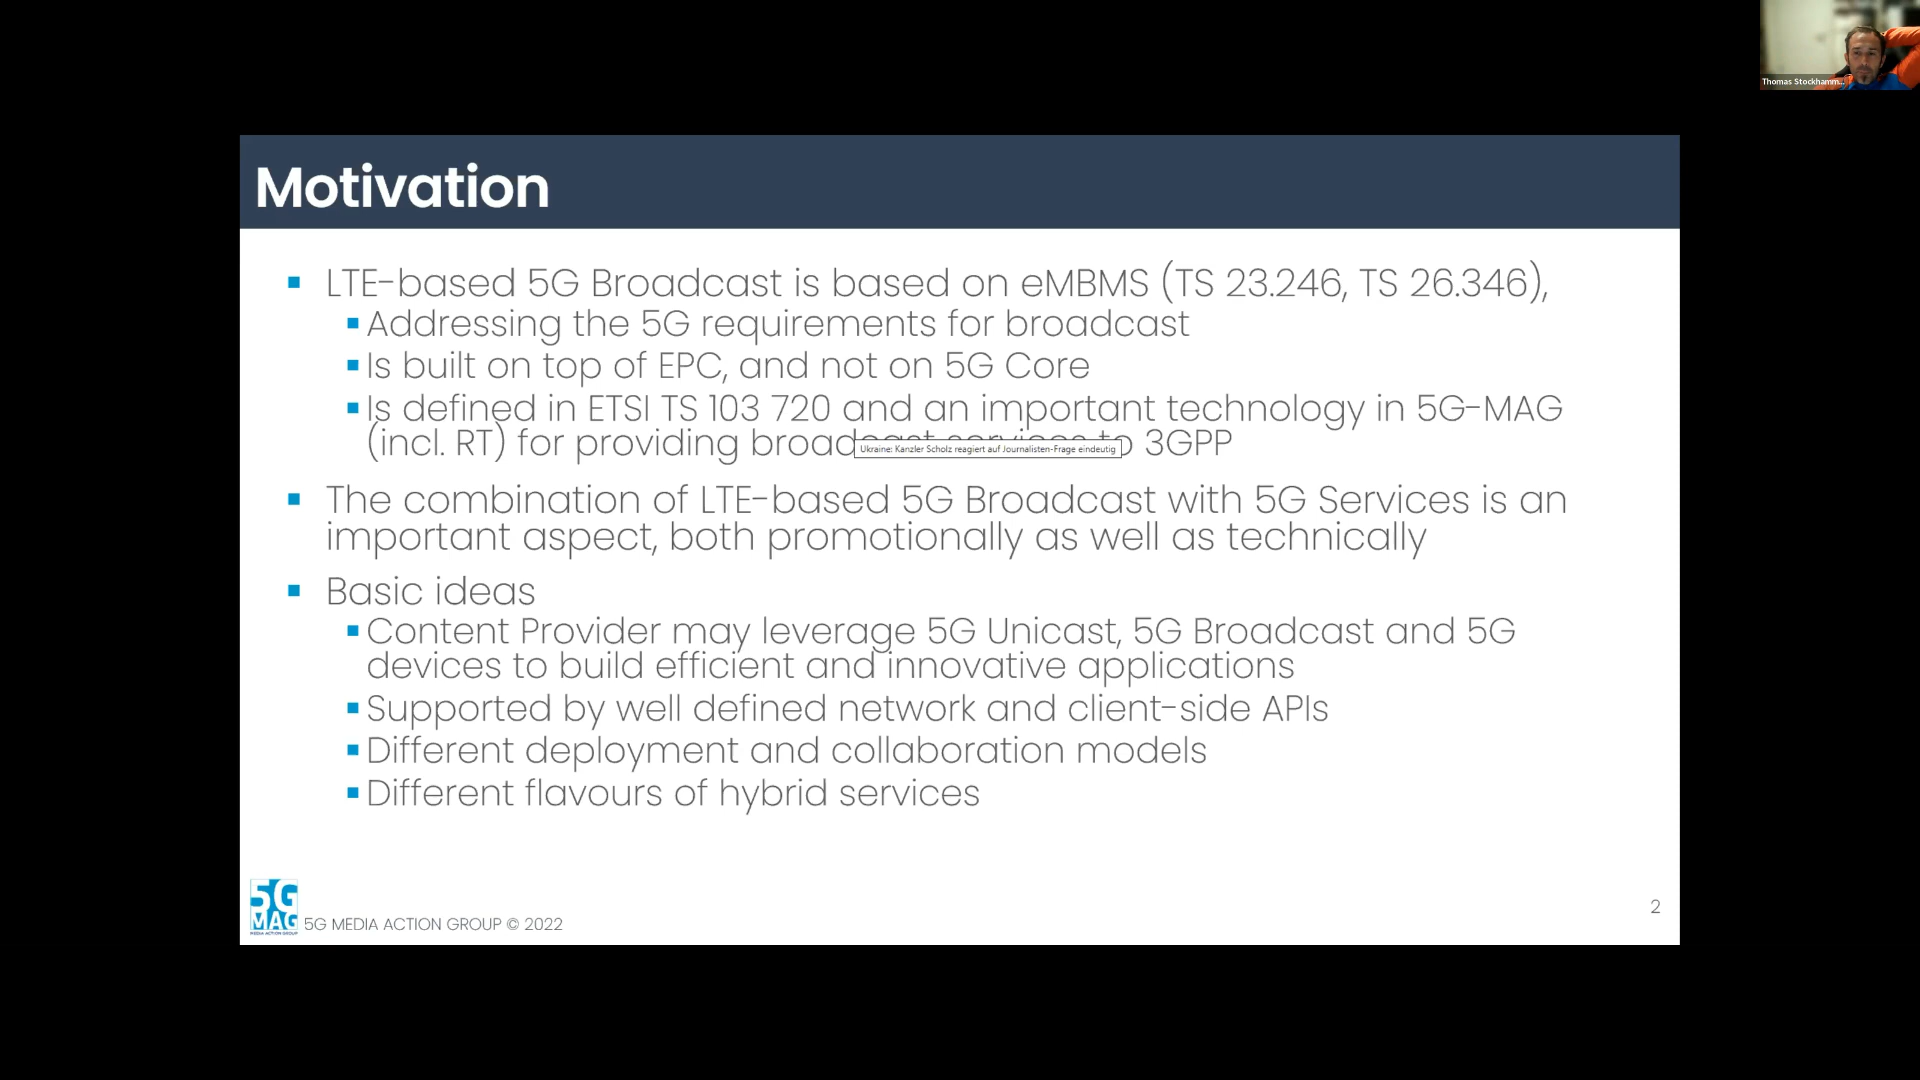 Thomas Stockhamm...
Motivation
LTE-based 5G Broadcast is based on eMBMS (TS 23.246, TS 26.346),
Addressing the 5G requirements for broadcast
Is built on top of EPC, and not on 5G Core
Is defined in ETSI TS 103 720 and an important technology in 5G-MAG
(incl. RT) for providing broadcast services to 3GPP
Ukraine: Kanzler Scholz reagiert auf Journalisten-Frage eindeutig
The combination of LTE-based 5G Broadcast with 5G Services is an
important aspect, both promotionally as well as technically
Basic ideas
Content Provider may leverage 5G Unicast, 5G Broadcast and 5G
devices to build efficient and innovative applications
Supported by well defined network and client-side APIs
Different deployment and collaboration models
Different flavours of hybrid services
5G
MAG
MEDIA ACTION GROUP
5G MEDIA ACTION GROUP © 2022
2